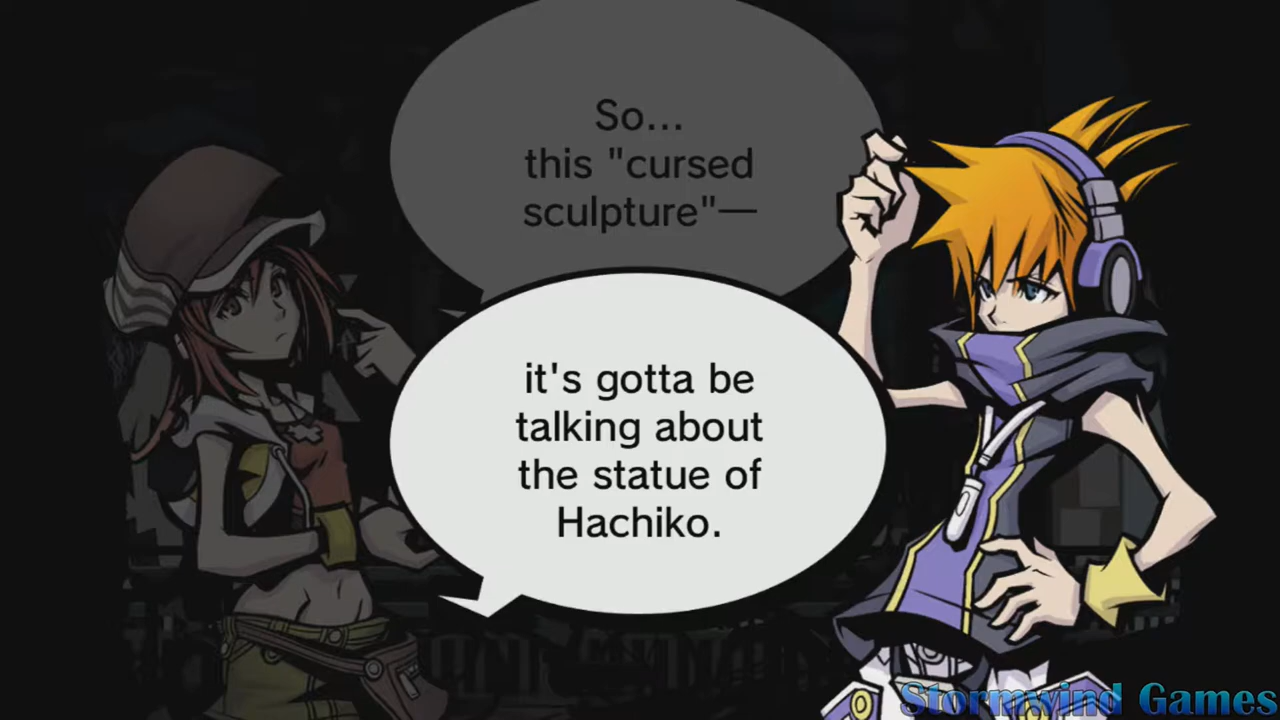 So...
this "cursed
sculpture"—
it's gotta be
talking about
the statue of
Hachiko.
Stormwind Games